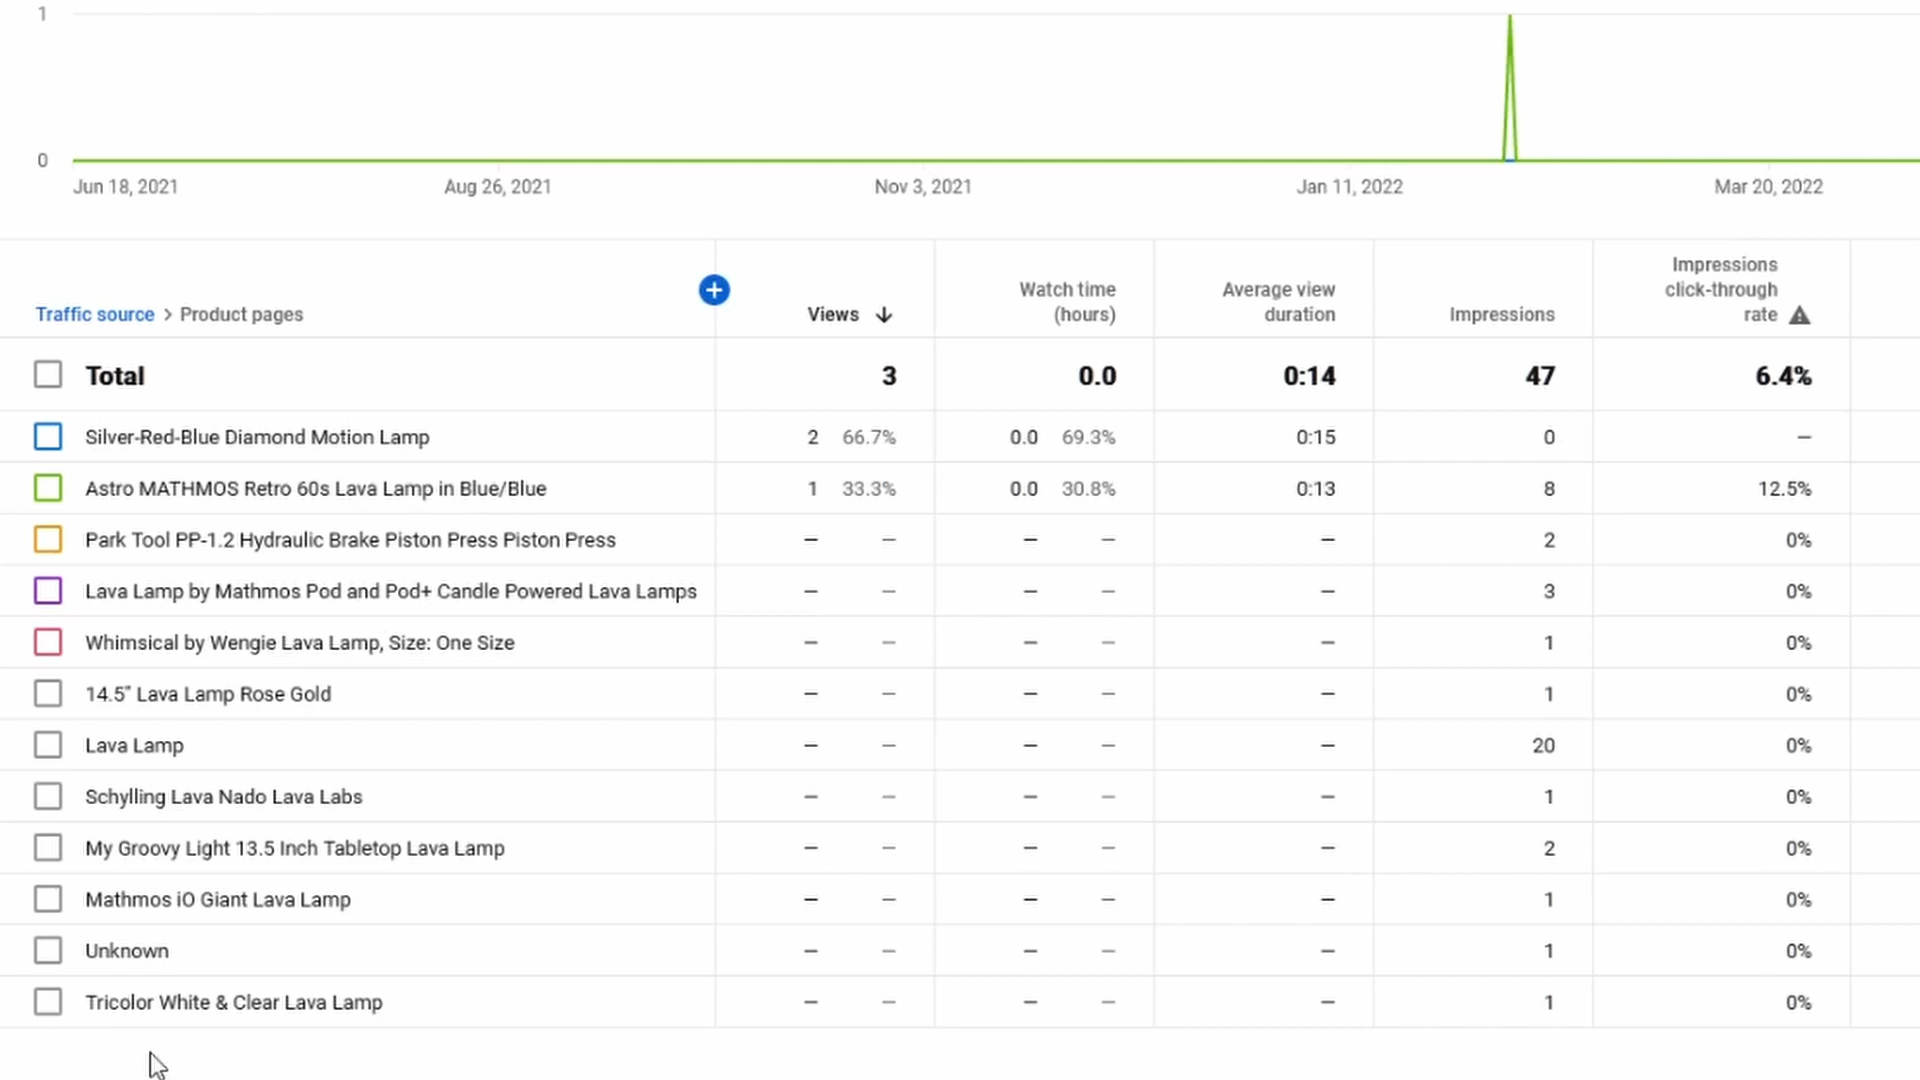 1
0
Jun 18, 2021 Aug 26, 2021 Nov 3, 2021 Jan 11, 2022 Mar 20, 2022
Traffic source > Product pages
Views
Watch time
(hours)
Average view
duration
Impressions
Impressions
click-through
rate
Total 3 0.0 0:14 47 6.4%
Silver-Red-Blue Diamond Motion Lamp 2 66.7% 0.0 69.3% 0:15 0 –
Astro MATHMOS Retro 60s Lava Lamp in Blue/Blue 1 33.3% 0.0 30.8% 0:13 8 12.5%
Park Tool PP-1.2 Hydraulic Brake Piston Press Piston Press – – – – – 2 0%
Lava Lamp by Mathmos Pod and Pod+ Candle Powered Lava Lamps – – – – – 3 0%
Whimsical by Wengie Lava Lamp, Size: One Size – – – – – 1 0%
14.5" Lava Lamp Rose Gold – – – – – 1 0%
Lava Lamp – – – – – 20 0%
Schylling Lava Nado Lava Labs – – – – – 1 0%
My Groovy Light 13.5 Inch Tabletop Lava Lamp – – – – – 2 0%
Mathmos iO Giant Lava Lamp – – – – – 1 0%
Unknown – – – – – 1 0%
Tricolor White & Clear Lava Lamp – – – – – 1 0%